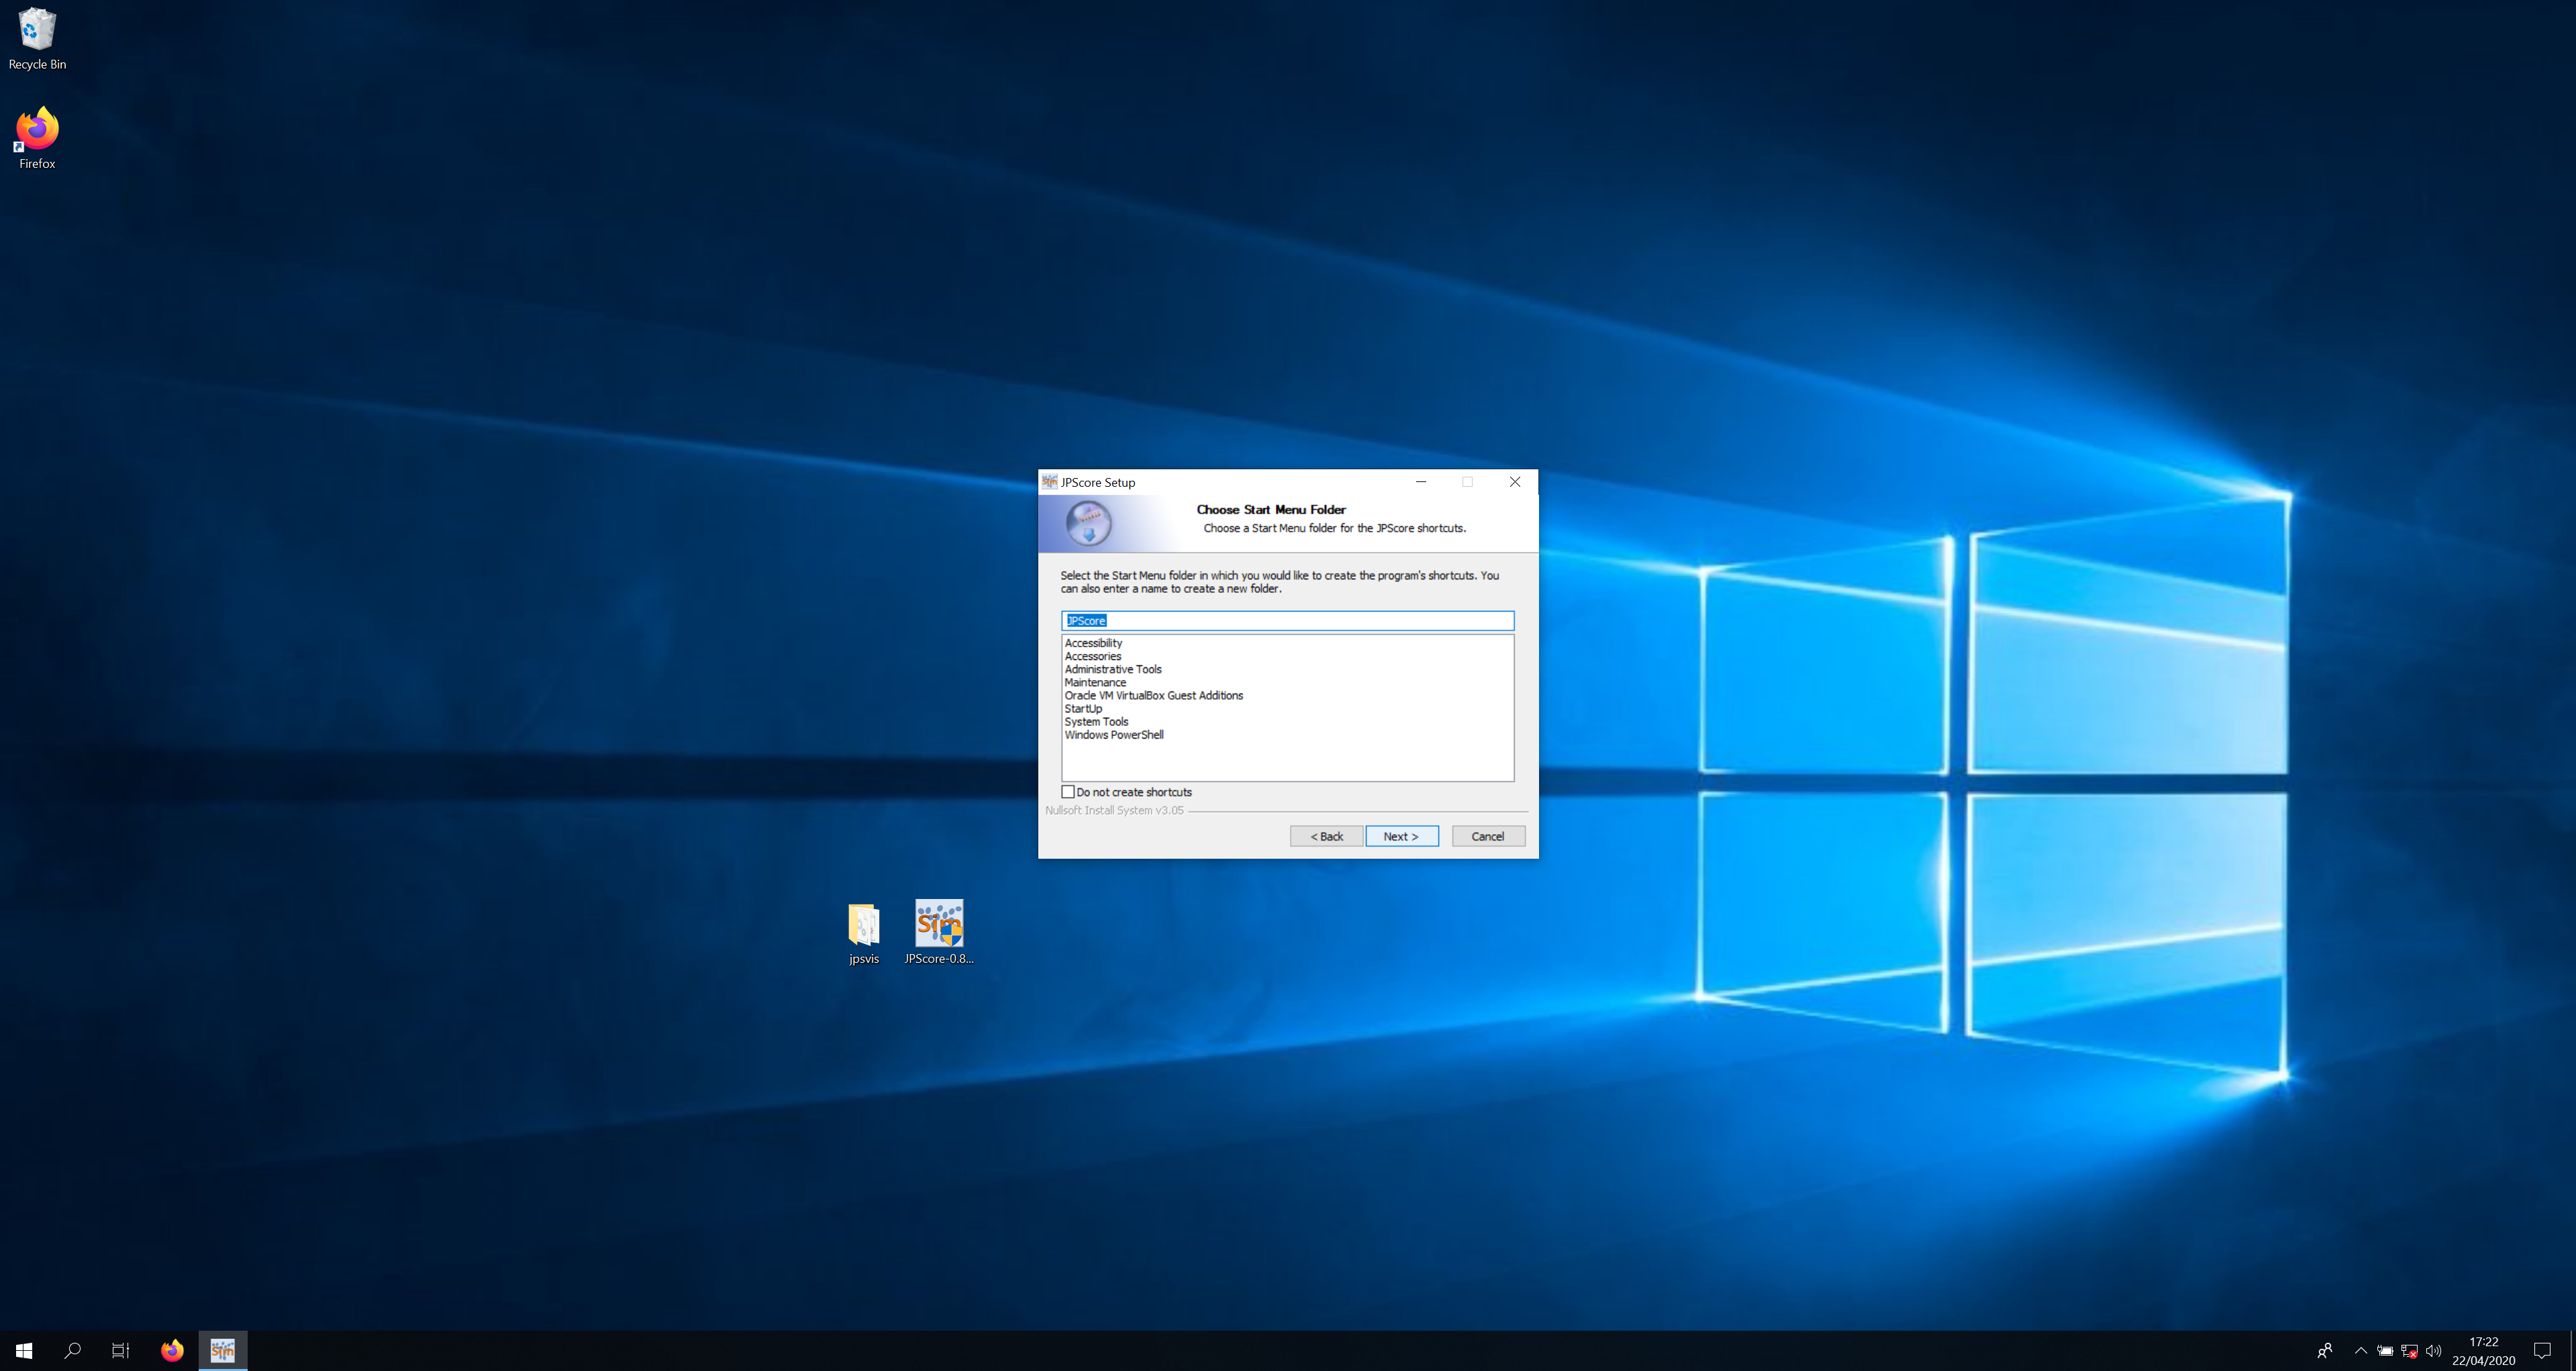 Recycle Bin
Firefox
Sim JPScore Setup
Choose Start Menu Folder
Choose a Start Menu folder for the JPScore shortcuts.
Select the Start Menu folder in which you would like to create the program's shortcuts. You
can also enter a name to create a new folder.
JPScore
Accessibility
Accessories
Administrative Tools
Maintenance
Oracle VM VirtualBox Guest Additions
StartUp
System Tools
Windows PowerShell
Do not create shortcuts
Nullsoft Install System v3.05
< Back
Next >
Cancel
Sim
jpsvis
JPScore-0.8...
Sim
17:22
22/04/2020